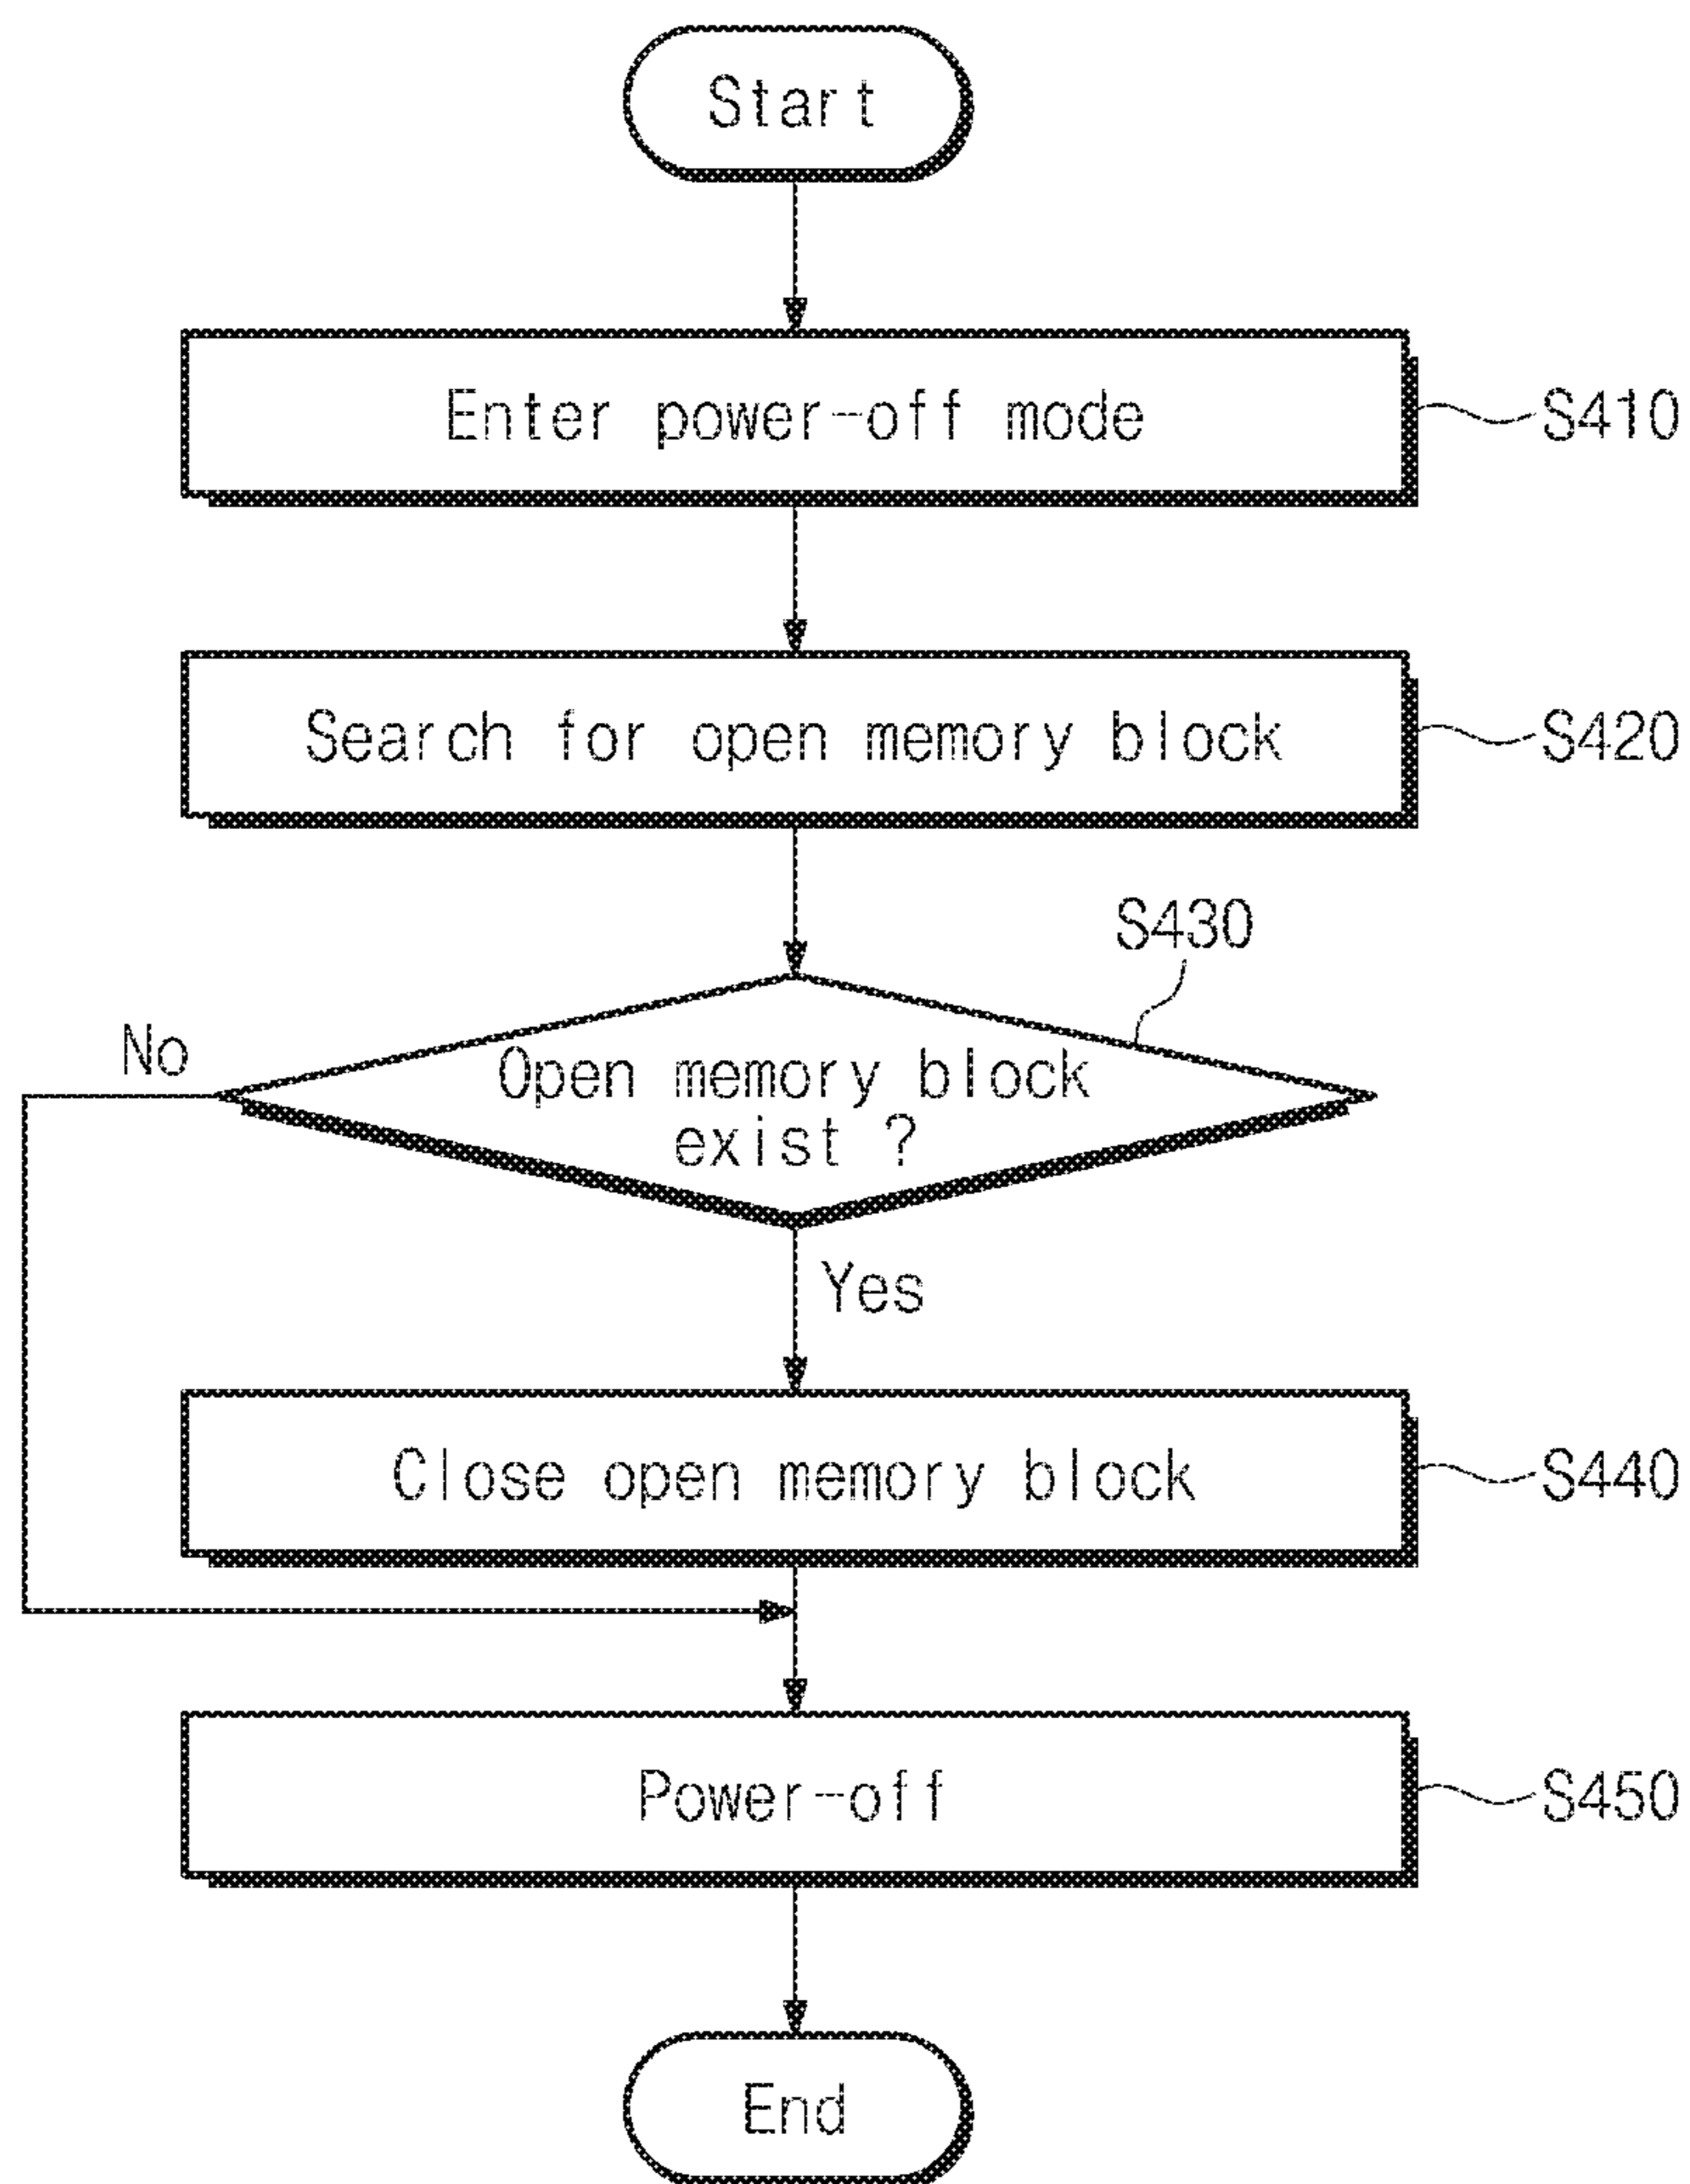 Start
Enter power-off mode
S410
Search for open memory block
S420
S430
No
Open memory block
exist ?
Yes
Close open memory block
S440
Power-off
S450
End